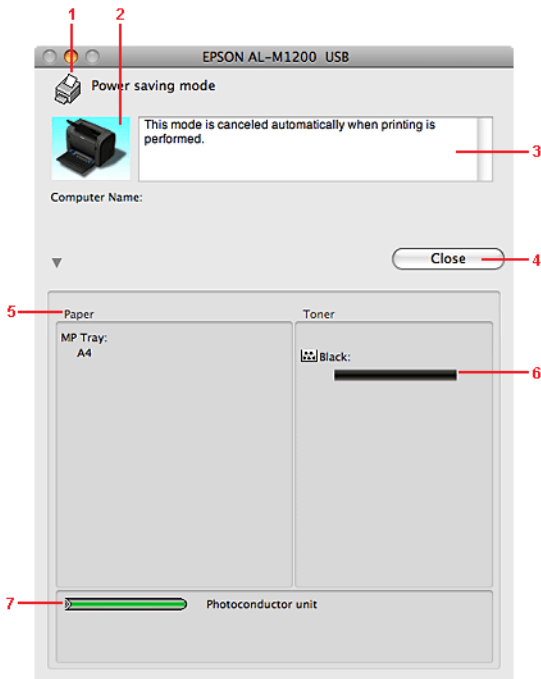 1 2
EPSON AL-M1200 USB
Power saving mode
This mode is canceled automatically when printing is
performed.
3
Computer Name:
Close
4
5
Paper
Toner
MP Tray:
A4
Black:
6
7
Photoconductor unit